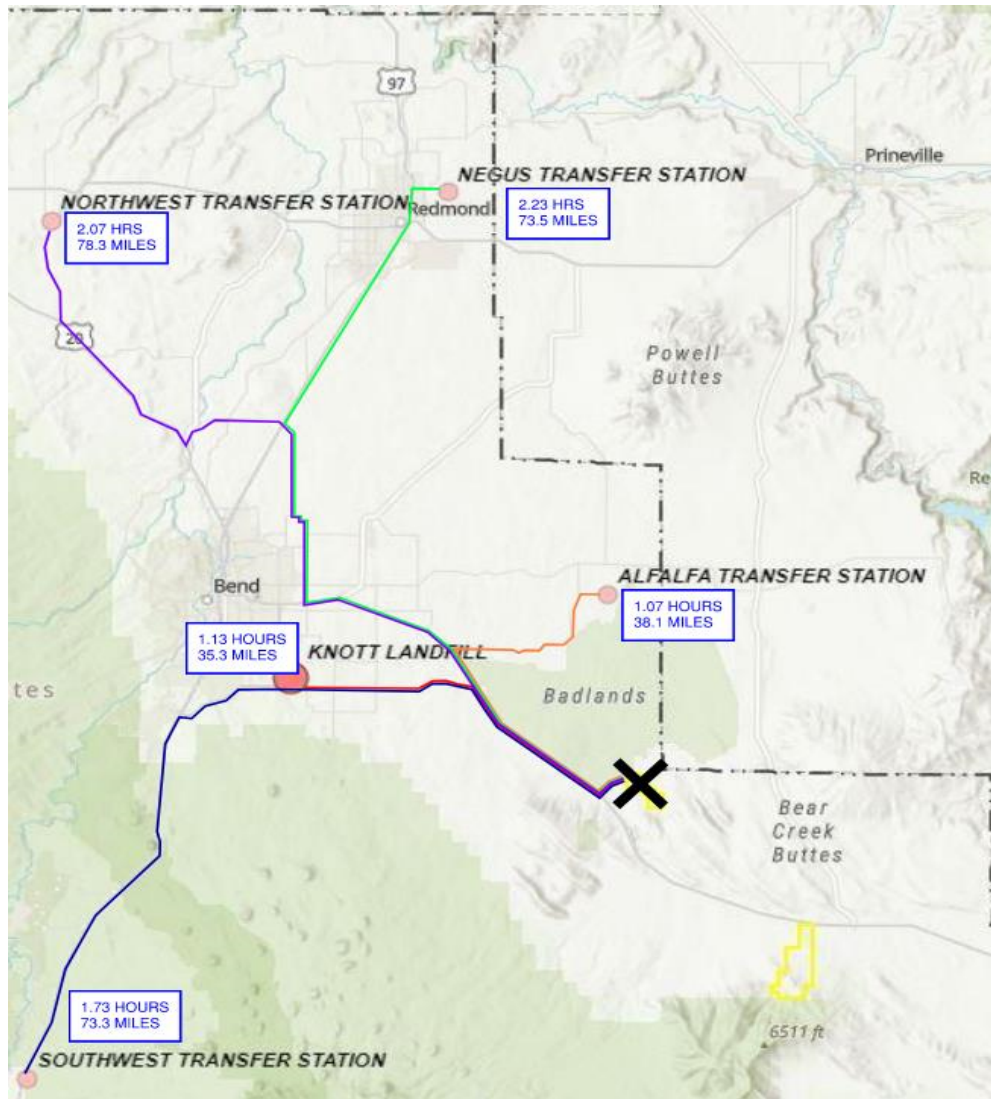 97
Prineville
NEGUS TRANSFER STATION
NORTHWEST TRANSFER STATION
Redmond
2.23 HRS
73.5 MILES
2.07 HRS
78.3 MILES
20
Powell
Buttes
Re
ALFALFA TRANSFER STATION
Bend
1.07 HOURS
38.1 MILES
1.13 HOURS
35.3 MILES
KNOTT LANDFILL
tes
Badlands
Bear
Creek
Buttes
1.73 HOURS
73.3 MILES
6511 ft
SOUTHWEST TRANSFER STATION